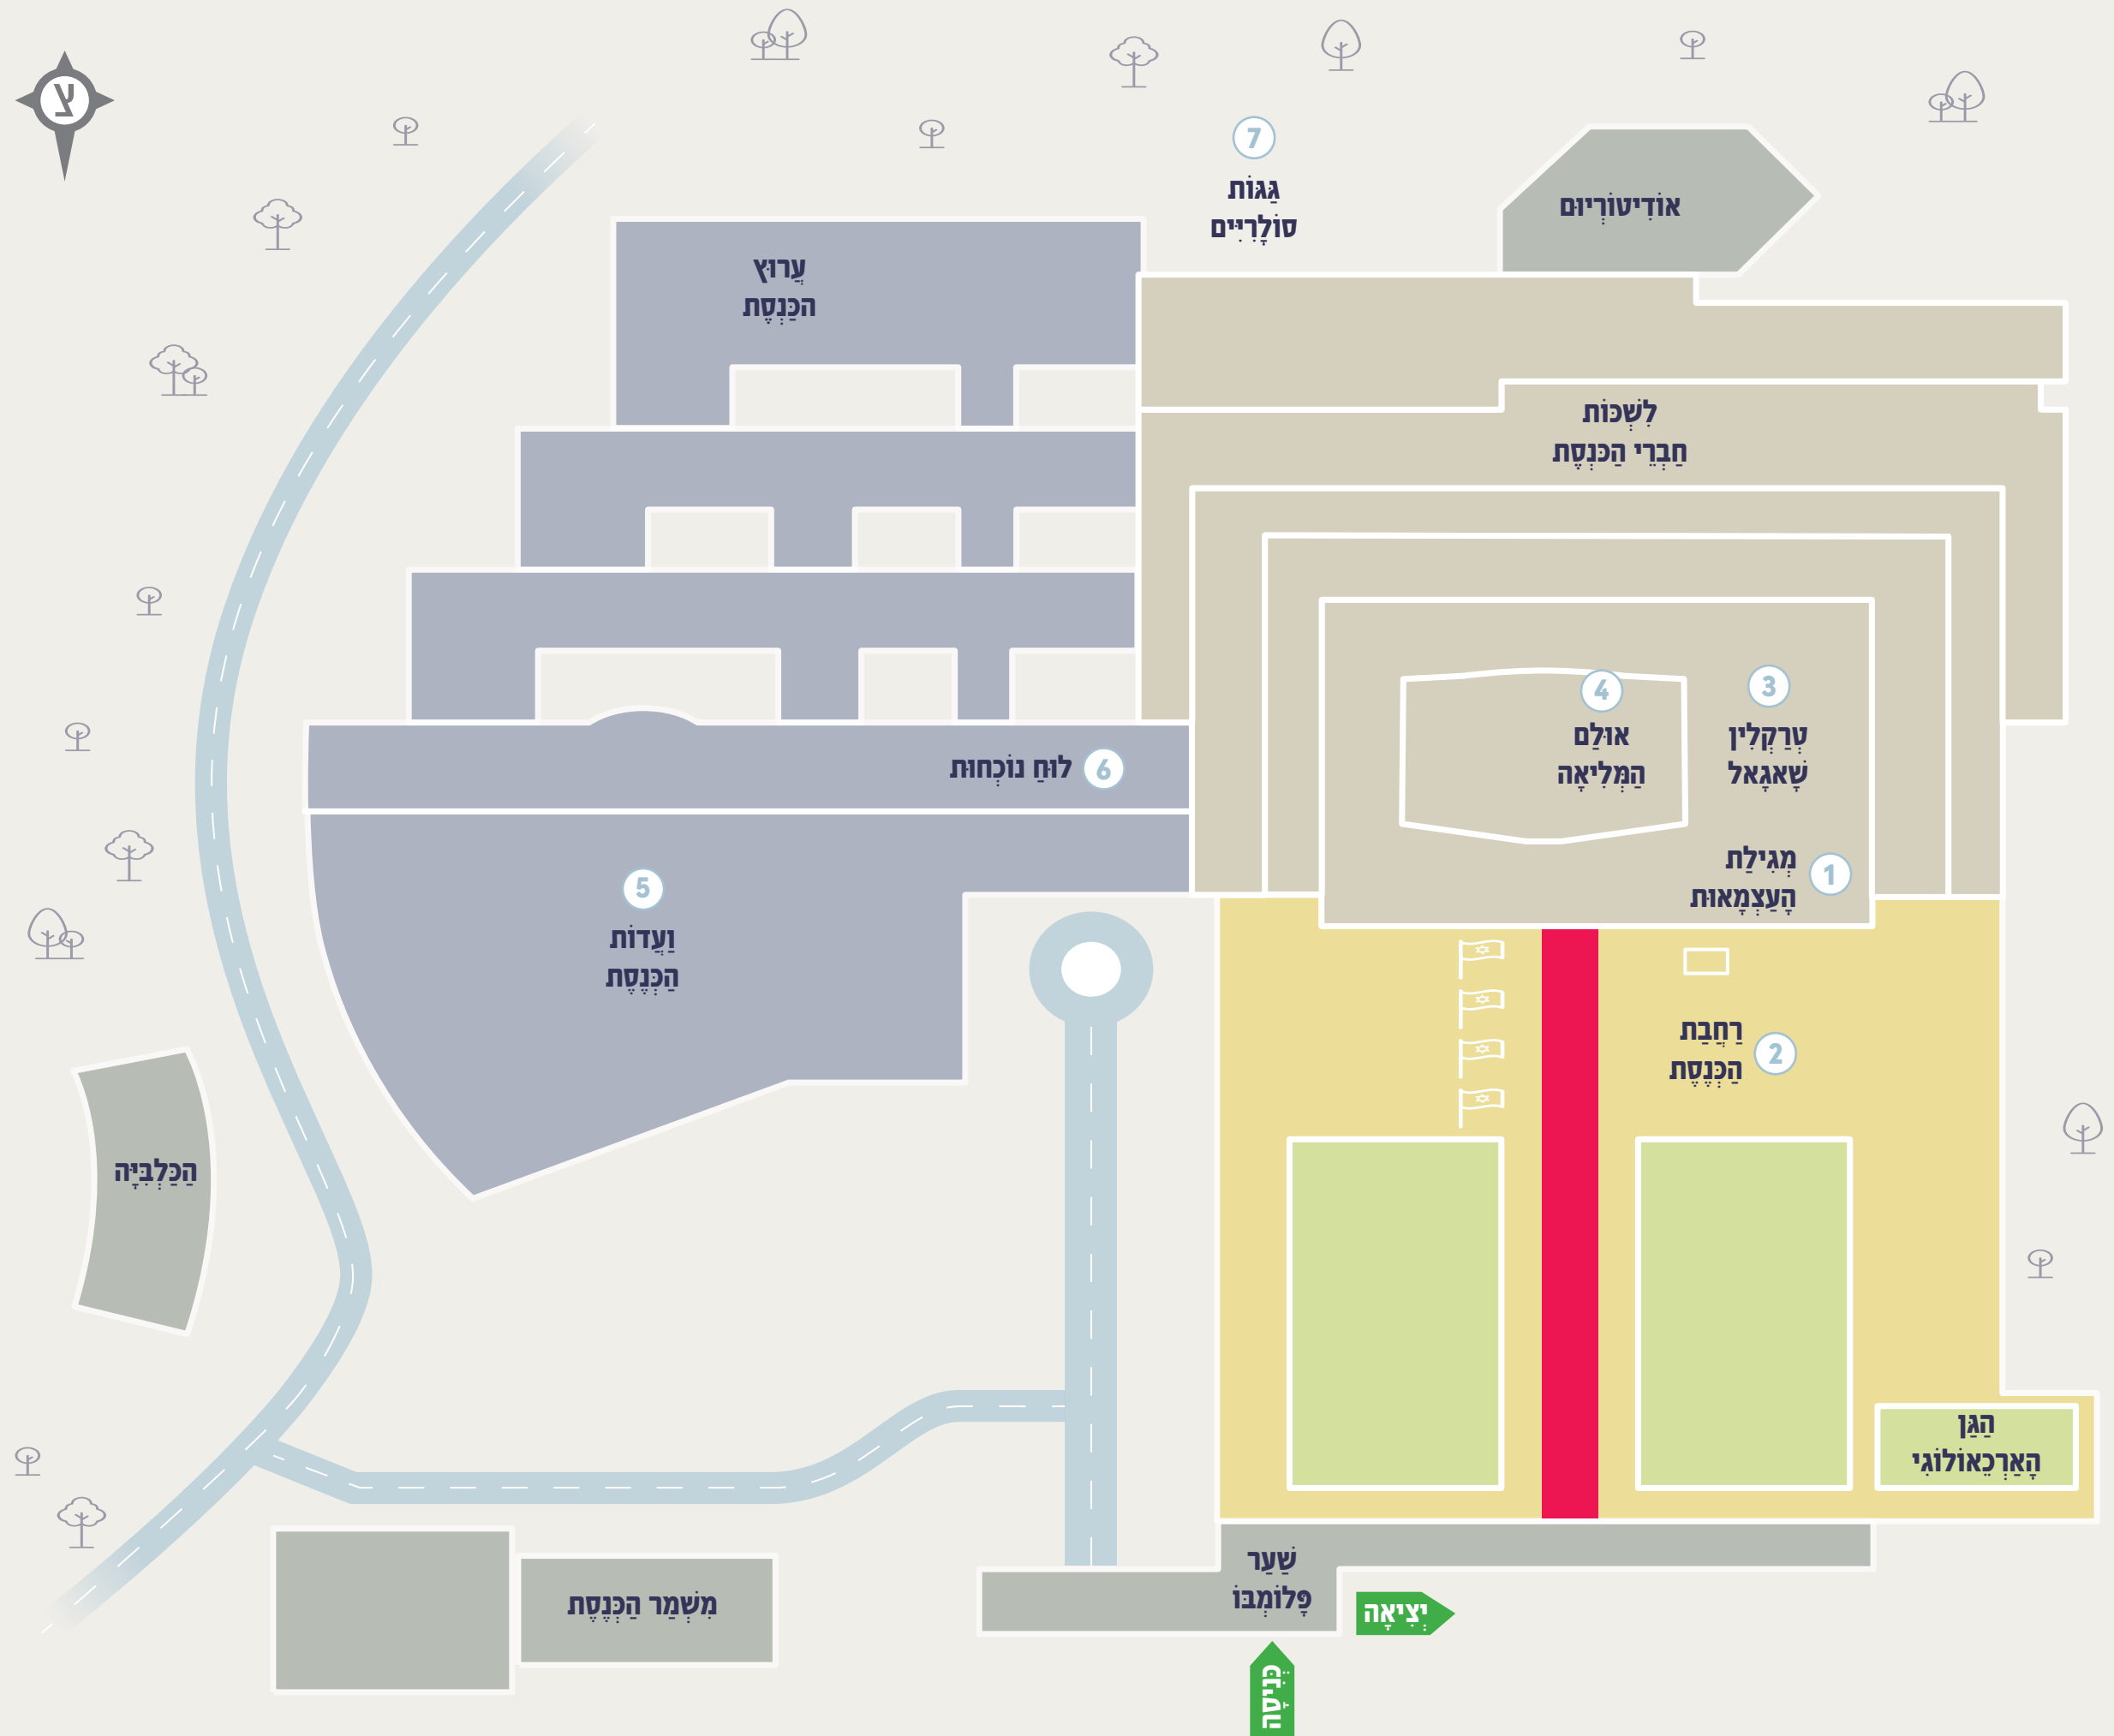 צ
7
גַּגּוֹת
סוֹלָרִיִּים
אוֹדִיטוֹרְיוּם
עֲרוּץ
הכַּנְסֶת
לִשְׁכּוֹת
חַבְרֵי הַכּנְסֶת
4
אוּלַם
הַמְּלִיאָה
3
טְרַקְלִין
שָׁאגָאל
6
לוּחַ נוֹכְחוּת
1
מְגִילַת
הָעַצְמָאוּת
5
וַעֲדוֹת
הַכְּנֶסֶת
2
רַחֲבַת
הַכְּנֶסֶת
הַכַּלְבִּיָּה
הַגַּן
הָאַרְכֵאוֹלוֹגִי
שַׁעַר
פָּלוֹמְבּוֹ
מִשְׁמַר הַכְּנֶסֶת
יְצִיאָה
כְּנִיסָה